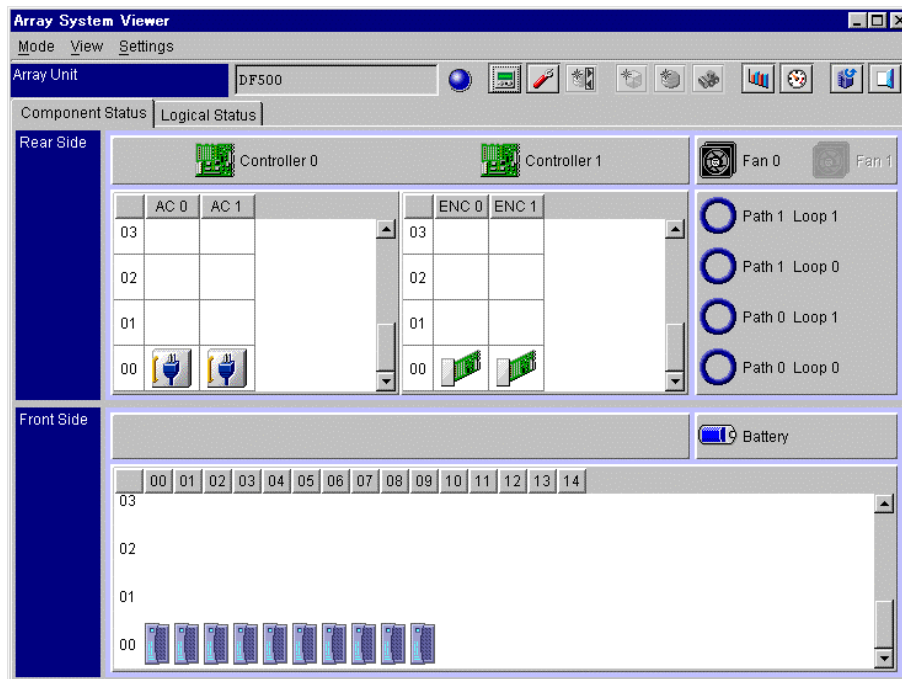 Array System Viewer
Mode View Settings
Array Unit DF500
Component Status Logical Status
Rear Side
Controller 0 Controller 1 Fan 0 Fan 1
AC 0 AC 1
03
02
01
00
ENC 0 ENC 1
03
02
01
00
Path 1 Loop 1
Path 1 Loop 0
Path 0 Loop 1
Path 0 Loop 0
Front Side
Battery
00 01 02 03 04 05 06 07 08 09 10 11 12 13 14
03
02
01
00